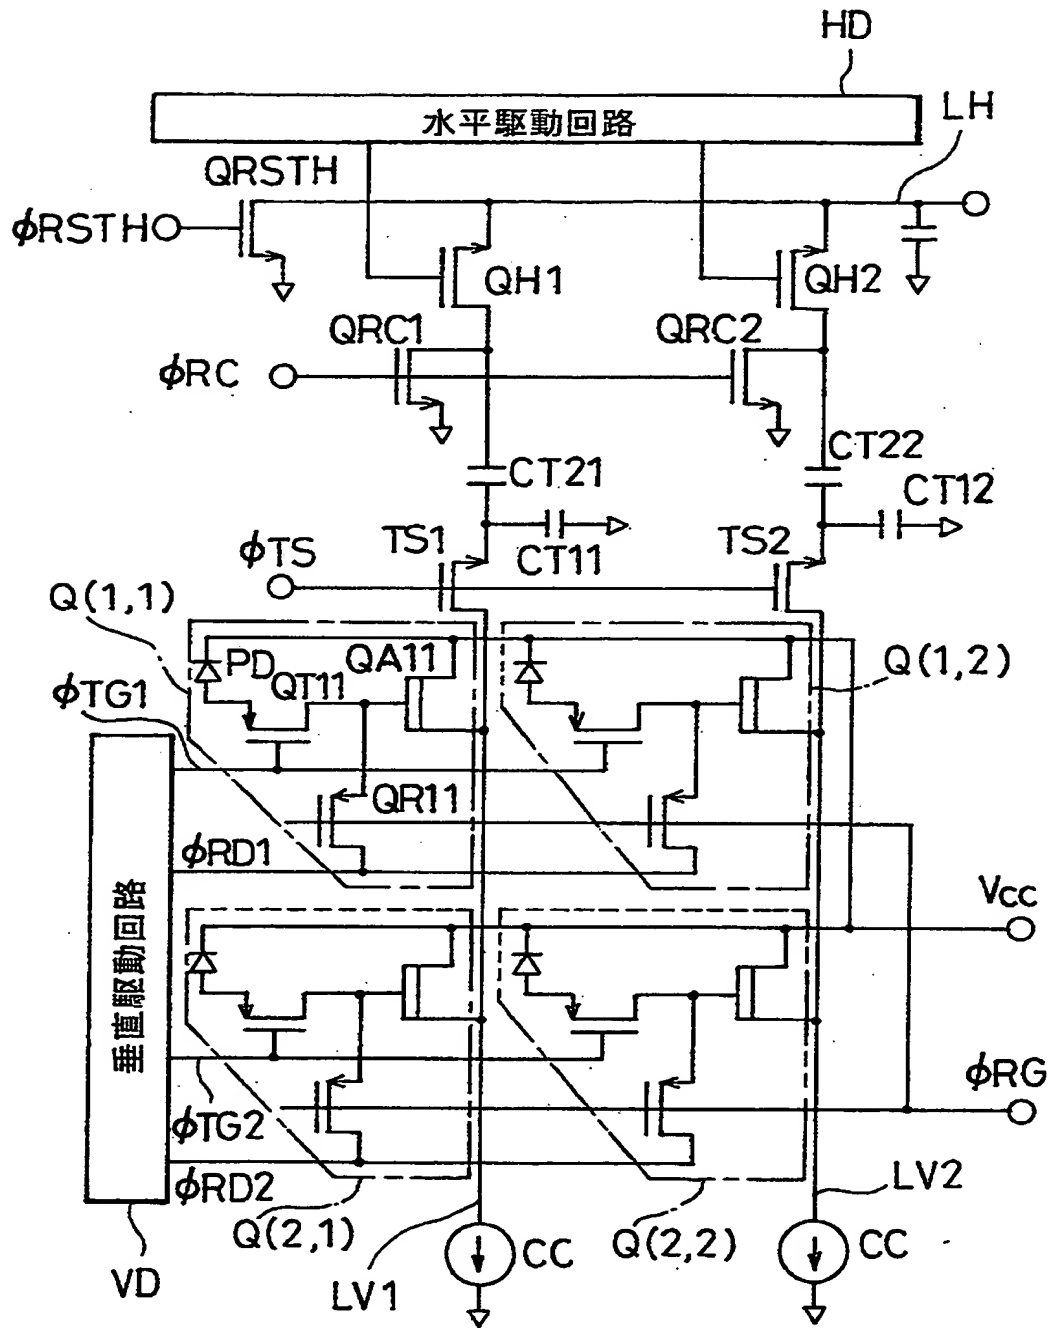 HD
水平駆動回路
LH
QRSTH
ϕRSTH
QH1
QH2
QRC1
QRC2
ϕRC
CT21
CT22
CT12
TS1
TS2
ϕTS
CT11
Q(1,1)
PD
QA11
Q(1,2)
QT11
ϕTG1
QR11
ϕRD1
Vcc
垂直駆動回路
ϕRG
ϕTG2
ϕRD2
LV2
Q(2,1)
Q(2,2)
CC
CC
VD
LV1